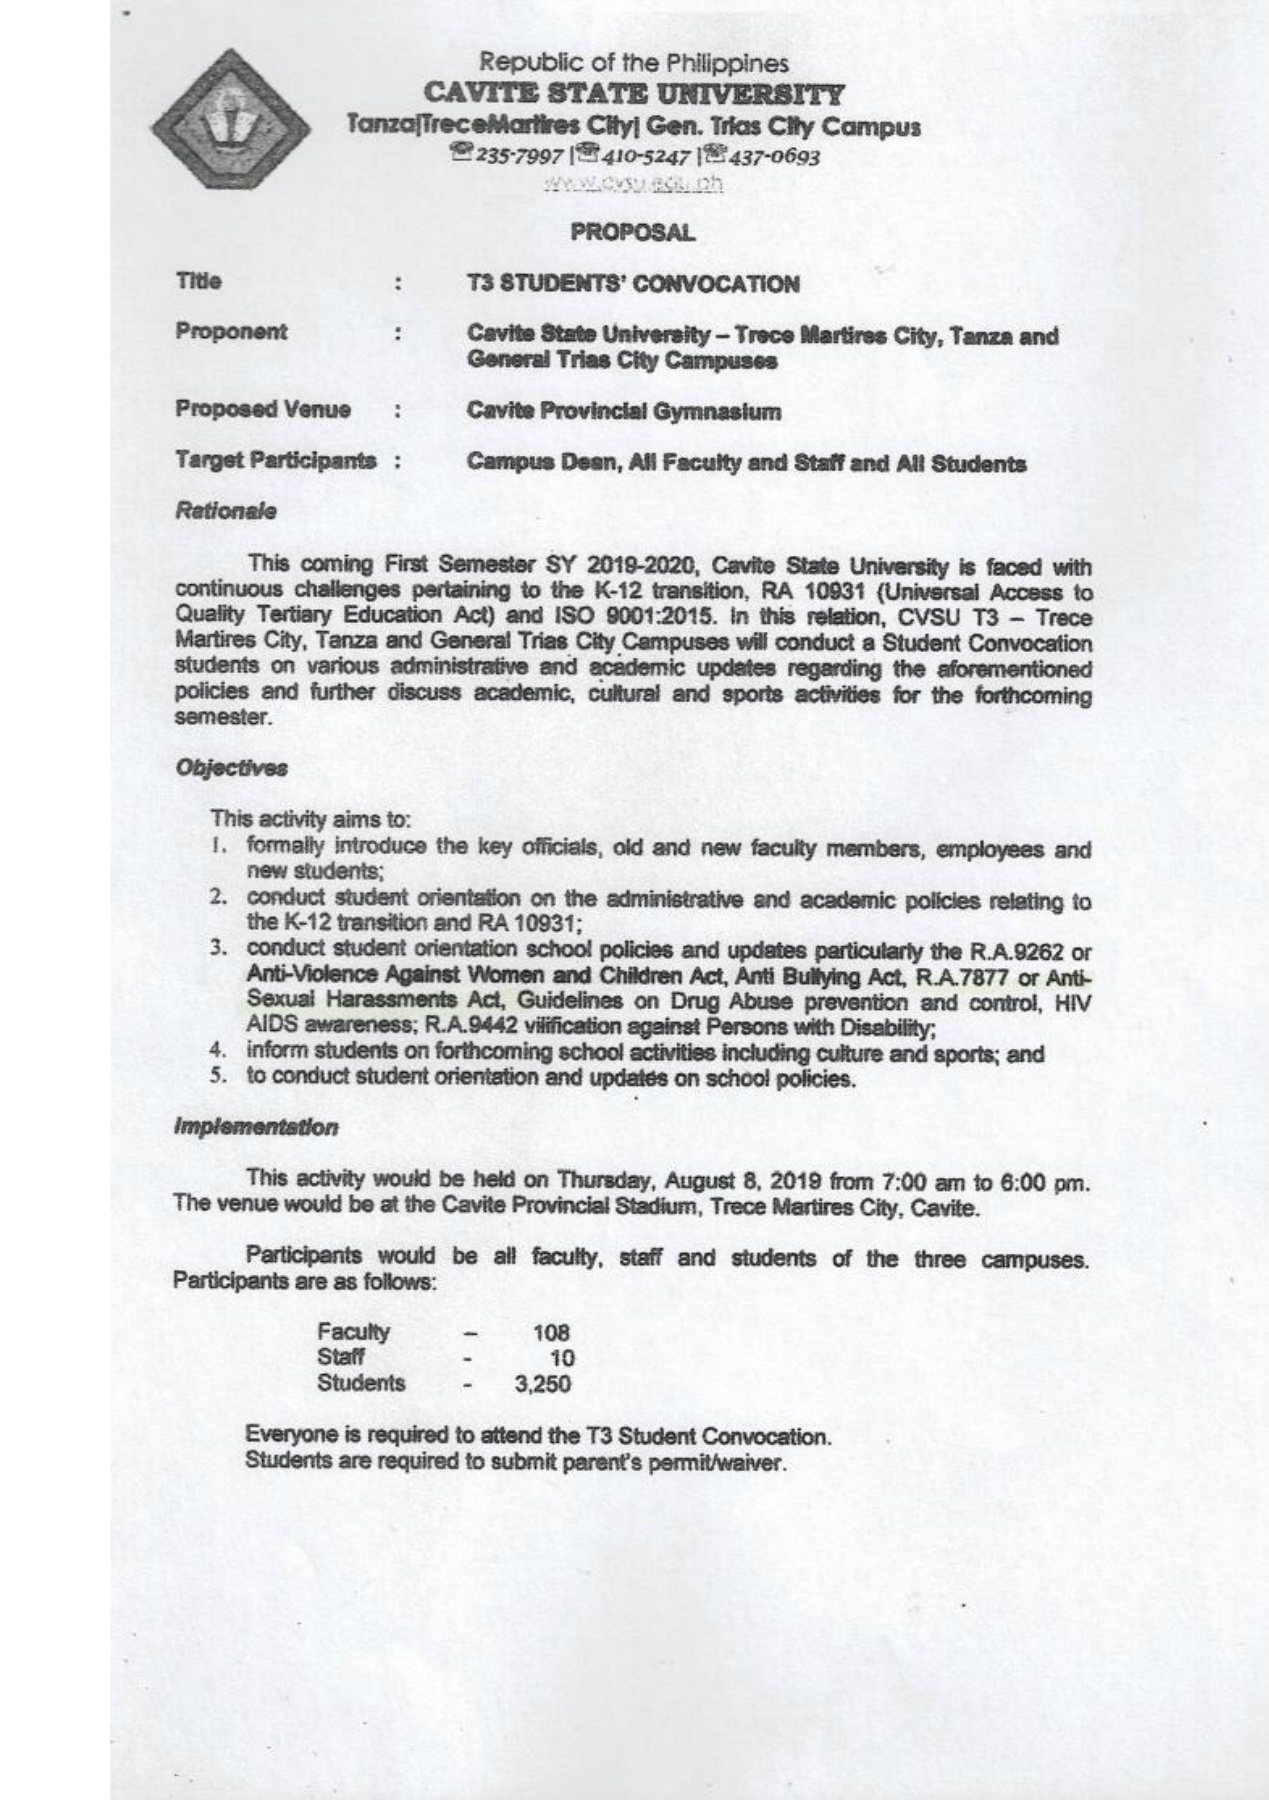 Republic of the Philippines
CAVITE STATE UNIVERSITY
Tanza|TreceMartires City| Gen. Trias City Campus
☎235-7997 |☎410-5247 |☎437-0693
www.cvsu.edu.ph
PROPOSAL
Title : T3 STUDENTS' CONVOCATION
Proponent : Cavite State University – Trece Martires City, Tanza and
General Trias City Campuses
Proposed Venue : Cavite Provincial Gymnasium
Target Participants : Campus Dean, All Faculty and Staff and All Students
Rationale
This coming First Semester SY 2019-2020, Cavite State University is faced with
continuous challenges pertaining to the K-12 transition, RA 10931 (Universal Access to
Quality Tertiary Education Act) and ISO 9001:2015. In this relation, CVSU T3 – Trece
Martires City, Tanza and General Trias City Campuses will conduct a Student Convocation
students on various administrative and academic updates regarding the aforementioned
policies and further discuss academic, cultural and sports activities for the forthcoming
semester.
Objectives
This activity aims to:
1. formally introduce the key officials, old and new faculty members, employees and
new students;
2. conduct student orientation on the administrative and academic policies relating to
the K-12 transition and RA 10931;
3. conduct student orientation school policies and updates particularly the R.A.9262 or
Anti-Violence Against Women and Children Act, Anti Bullying Act, R.A.7877 or Anti-
Sexual Harassments Act, Guidelines on Drug Abuse prevention and control, HIV
AIDS awareness; R.A.9442 vilification against Persons with Disability;
4. inform students on forthcoming school activities including culture and sports; and
5. to conduct student orientation and updates on school policies.
Implementation
This activity would be held on Thursday, August 8, 2019 from 7:00 am to 6:00 pm.
The venue would be at the Cavite Provincial Stadium, Trece Martires City, Cavite.
Participants would be all faculty, staff and students of the three campuses.
Participants are as follows:
Faculty – 108
Staff - 10
Students - 3,250
Everyone is required to attend the T3 Student Convocation.
Students are required to submit parent's permit/waiver.